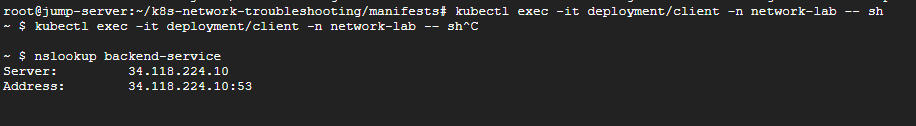 root@jump-server:~/k8s-network-troubleshooting/manifests# kubectl exec -it deployment/client -n network-lab -- sh
~ $ kubectl exec -it deployment/client -n network-lab -- sh^C
~ $ nslookup backend-service
Server:         34.118.224.10
Address:        34.118.224.10:53